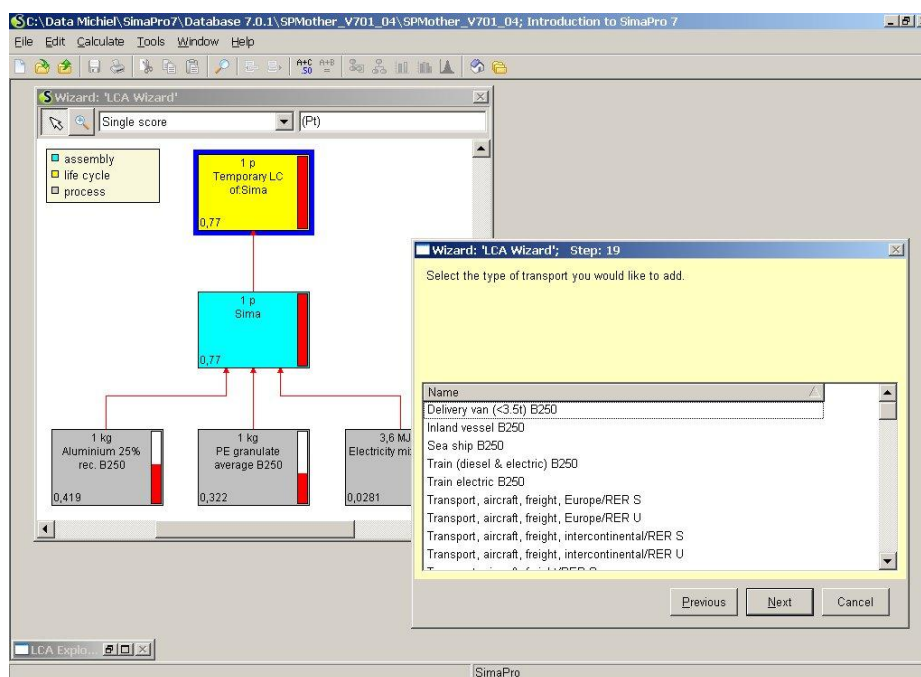 C:\Data Michiel\SimaPro7\Database 7.0.1\SPMother_V701_04\SPMother_V701_04; Introduction to SimaPro 7
File Edit Calculate Tools Window Help
A+C
.50
A+B
=
Wizard: 'LCA Wizard'
Single score
(Pt)
assembly
life cycle
process
1 p
Temporary LC
of:Sima
0,77
1 p
Sima
0,77
1 kg
Aluminium 25%
rec. B250
0,419
1 kg
PE granulate
average B250
0,322
3,6 MJ
Electricity
0,0281
Wizard: 'LCA Wizard'; Step: 19
Select the type of transport you would like to add.
Name
Delivery van (<3.5t) B250
Inland vessel B250
Sea ship B250
Train (diesel & electric) B250
Train electric B250
Transport, aircraft, freight, Europe/RER S
Transport, aircraft, freight, Europe/RER U
Transport, aircraft, freight, intercontinental/RER S
Transport, aircraft, freight, intercontinental/RER U
Previous Next Cancel
LCA Explo...
SimaPro